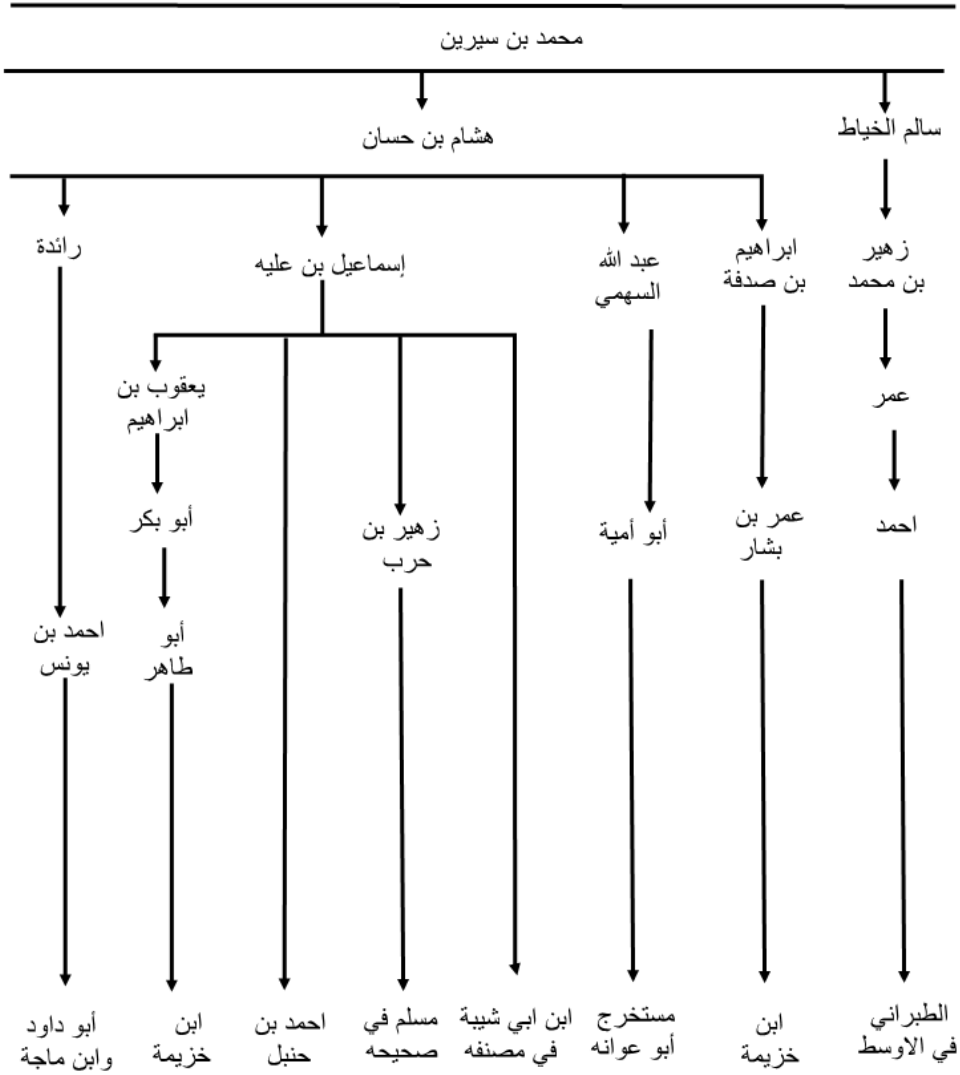 محمد بن سيرين
سالم الخياط
هشام بن حسان
زهير
بن محمد
ابراهيم
بن صدفة
عبد الله
السهمي
إسماعيل بن عليه
رائدة
عمر
يعقوب بن
ابراهيم
احمد
عمر بن
بشار
أبو أمية
زهير بن
حرب
أبو بكر
أبو
طاهر
احمد بن
يونس
الطبراني
في الاوسط
ابن
خزيمة
مستخرج
أبو عوانه
ابن ابي شيبة
في مصنفه
مسلم في
صحيحه
احمد بن
حنبل
ابن
خزيمة
أبو داود
وابن ماجة